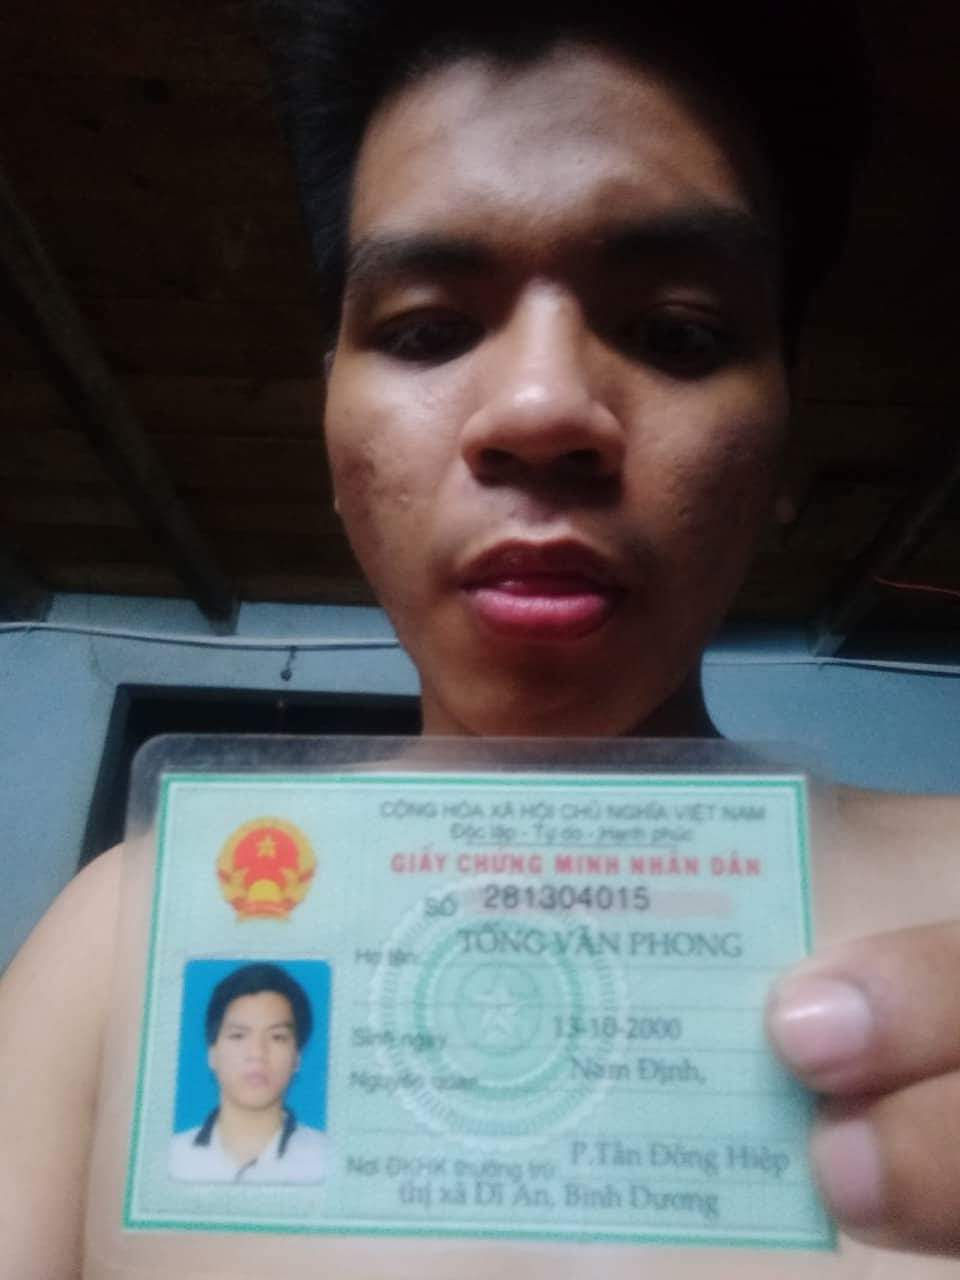 CỘNG HÒA XÃ HỘI CHỦ NGHĨA VIỆT NAM
Độc lập - Tự do - Hạnh phúc
GIẤY CHỨNG MINH NHÂN DÂN
SỐ 281304015
Họ tên TỐNG VĂN PHONG
Sinh ngày 13-10-2000
Nguyên quán Nam Định,
Nơi ĐKHK thường trú P.Tân Đông Hiệp
thị xã Dĩ An, Bình Dương